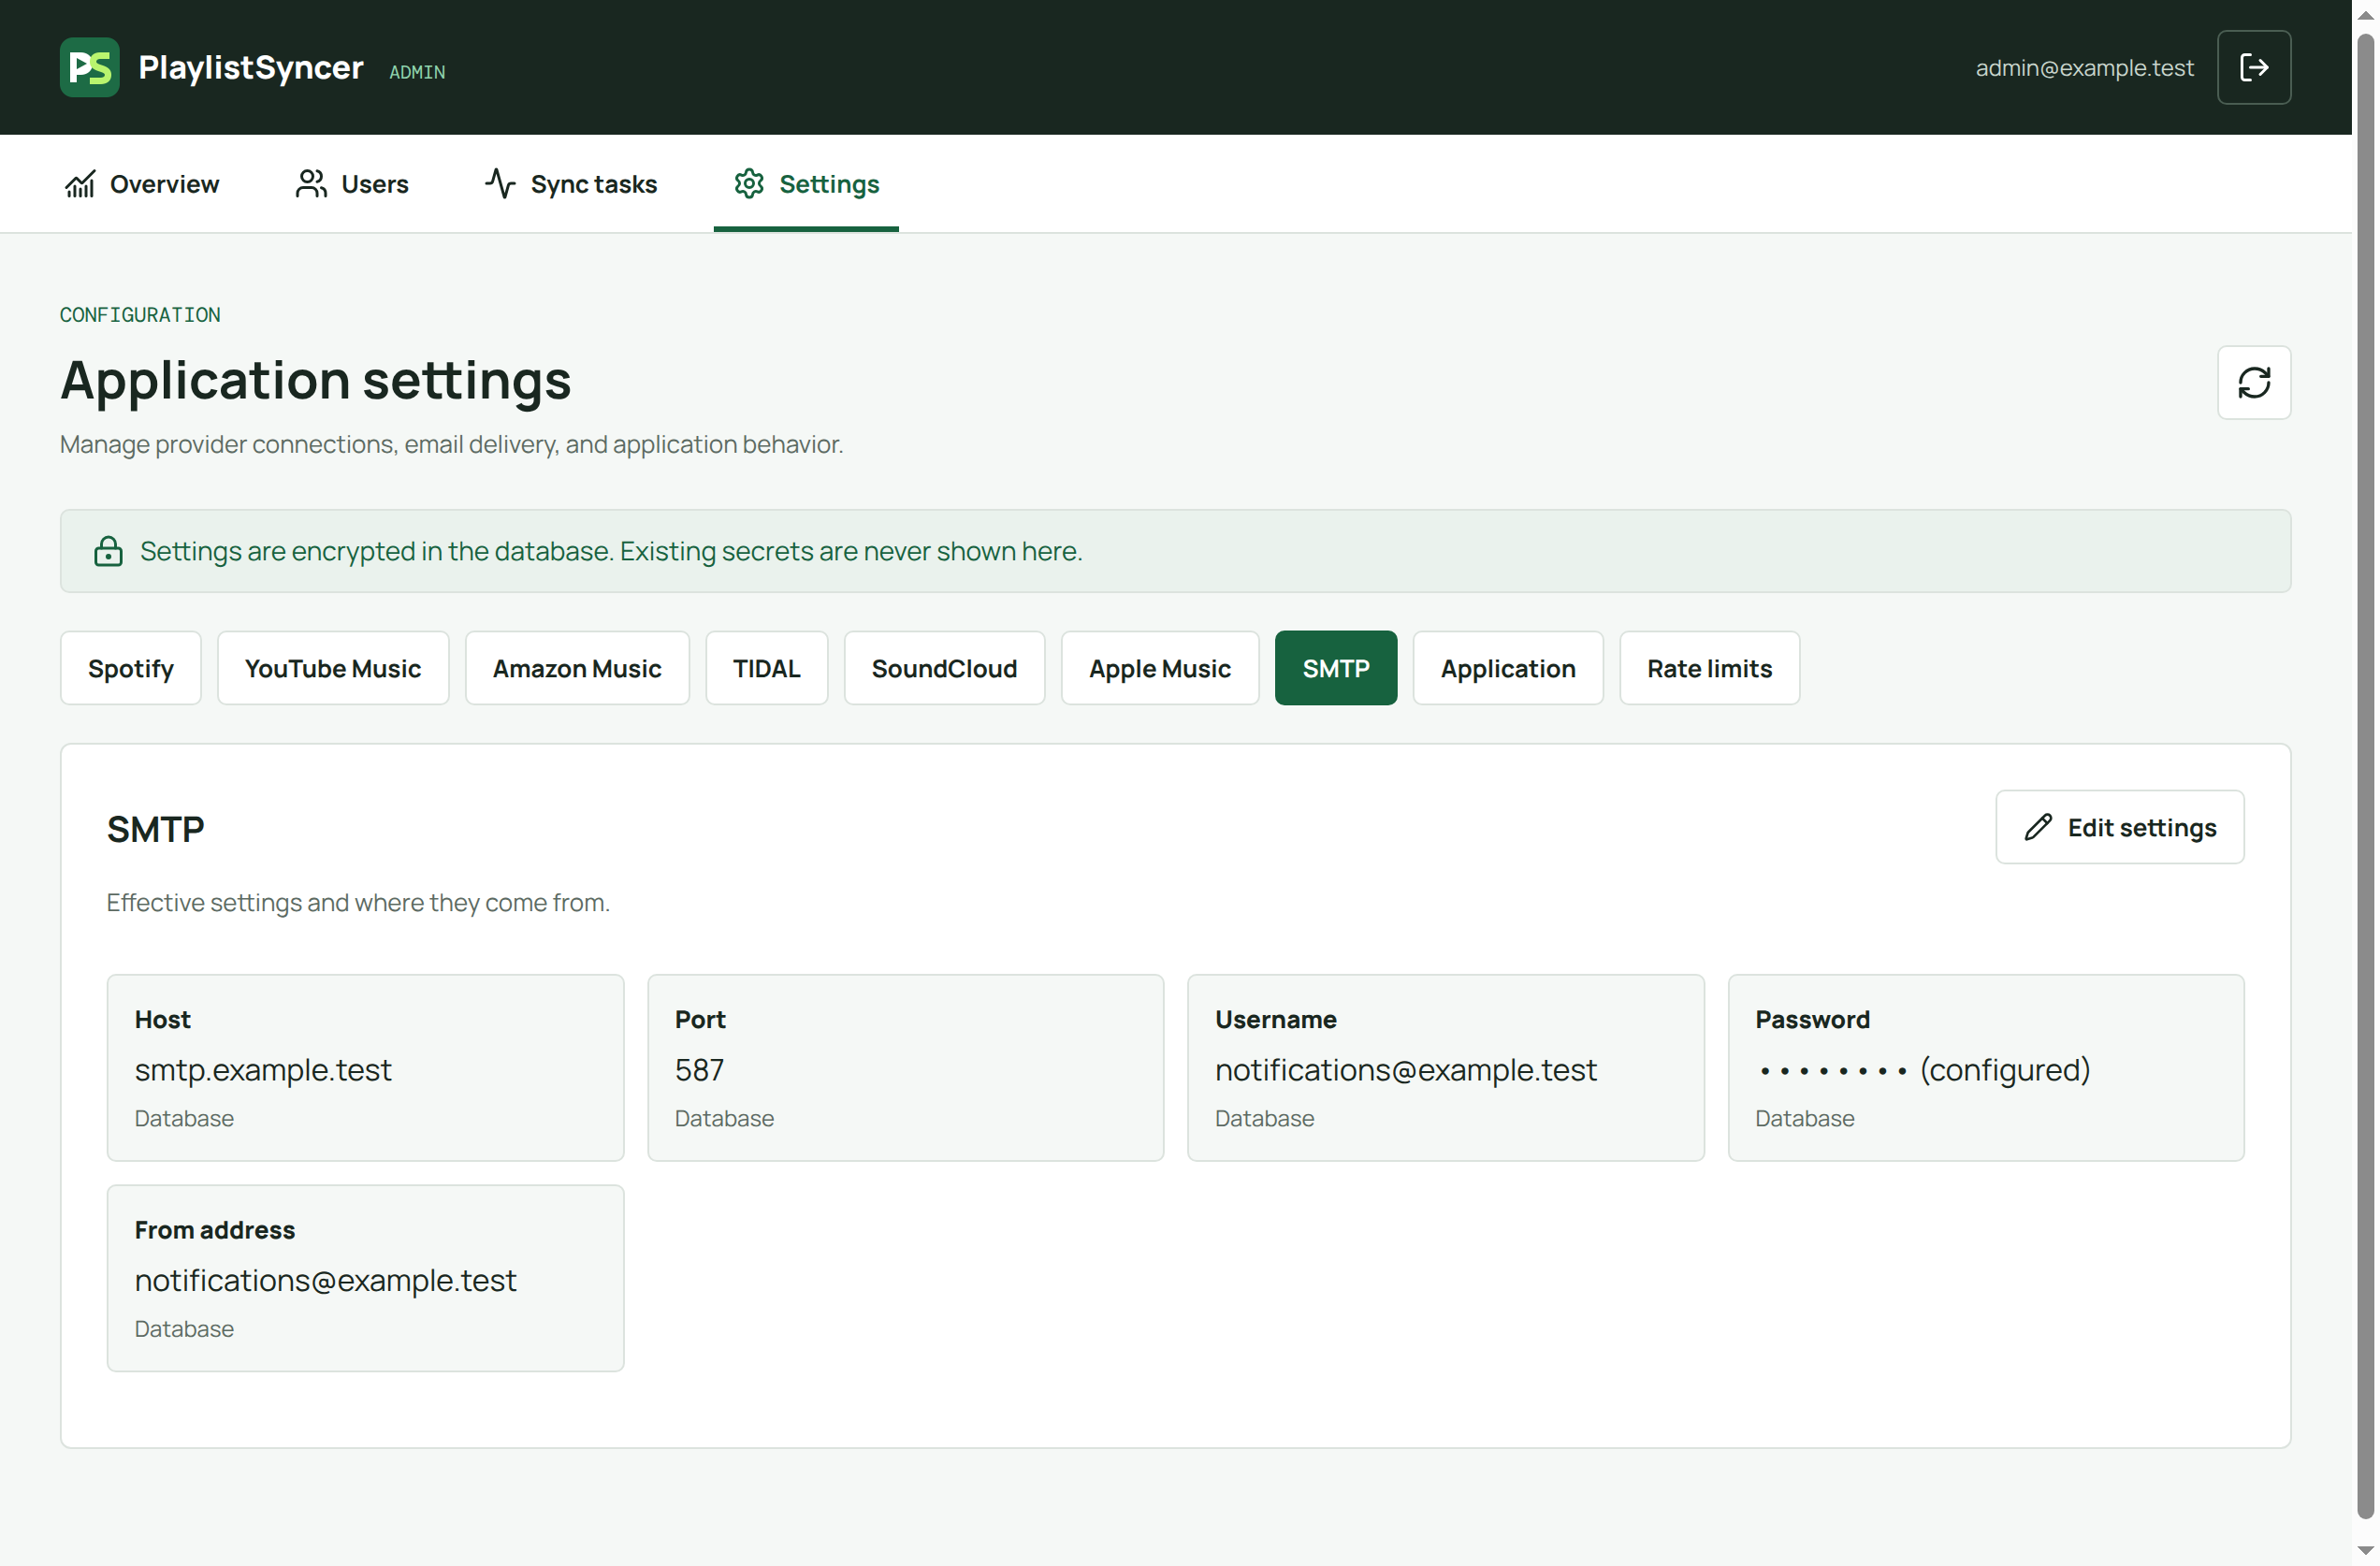 PS PlaylistSyncer ADMIN admin@example.test
Overview Users Sync tasks Settings
CONFIGURATION
Application settings
Manage provider connections, email delivery, and application behavior.
Settings are encrypted in the database. Existing secrets are never shown here.
Spotify YouTube Music Amazon Music TIDAL SoundCloud Apple Music SMTP Application Rate limits
SMTP
Edit settings
Effective settings and where they come from.
Host
smtp.example.test
Database
Port
587
Database
Username
notifications@example.test
Database
Password
•••••••• (configured)
Database
From address
notifications@example.test
Database